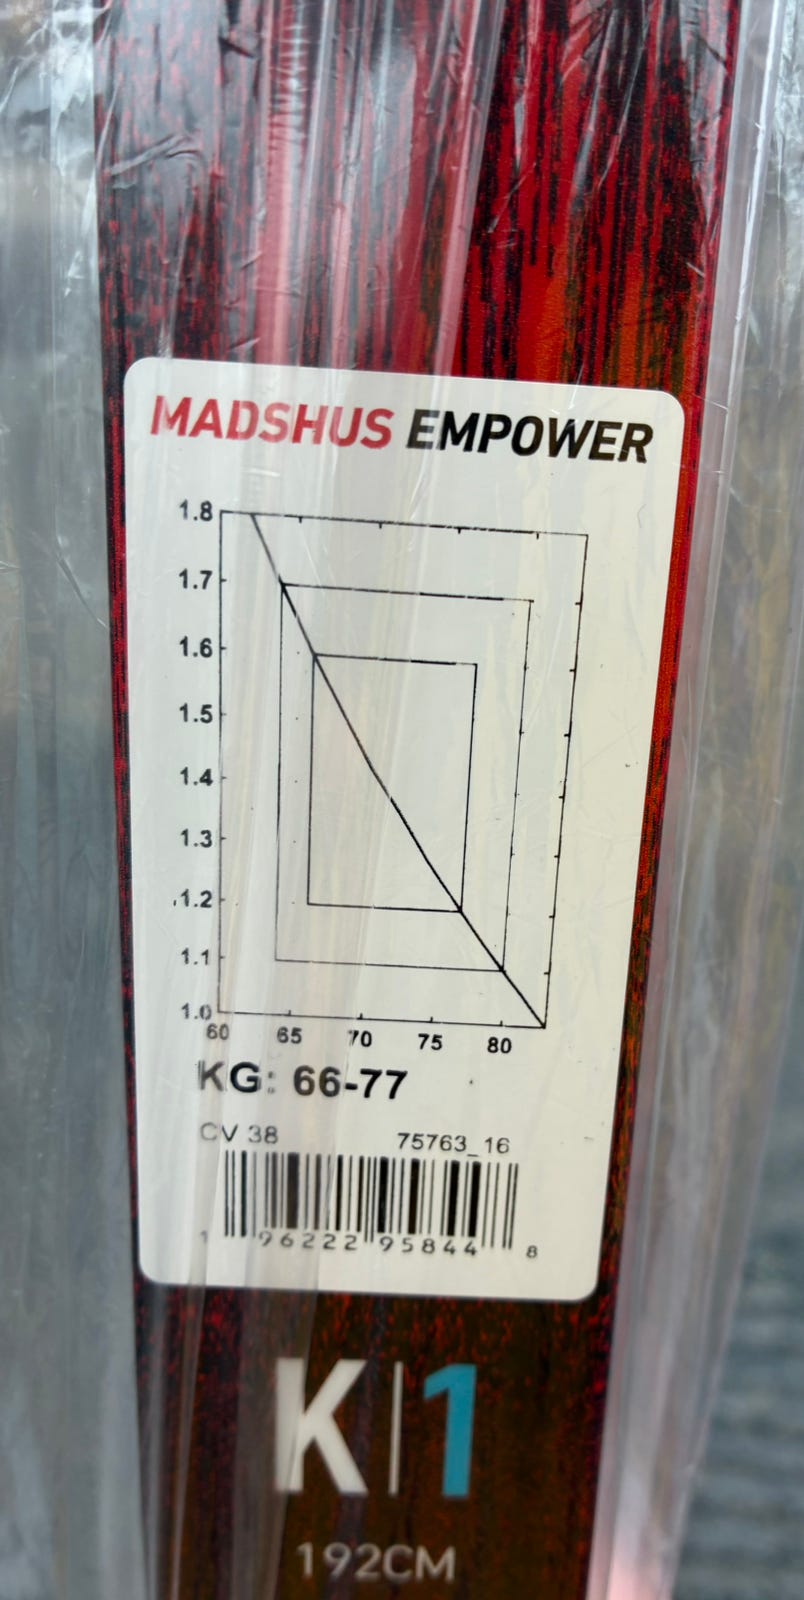 MADSHUS EMPOWER
1.8
1.7
1.6
1.5
1.4
1.3
1.2
1.1
1.0
60 65 70 75 80
KG: 66-77
CV 38 75763_16
1 96222 95844 8
K|1
192CM